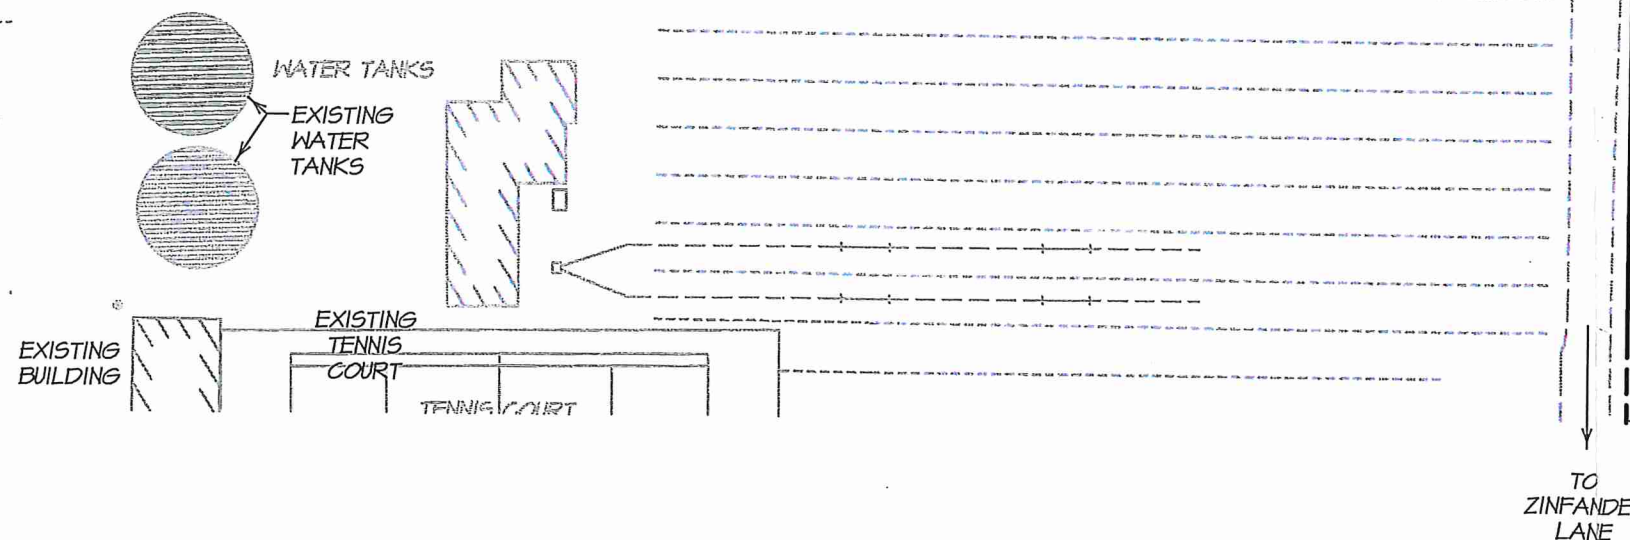 WATER TANKS
EXISTING
WATER
TANKS
EXISTING
TENNIS
COURT
EXISTING
BUILDING
TENNIS COURT
TO
ZINFANDE
LANE